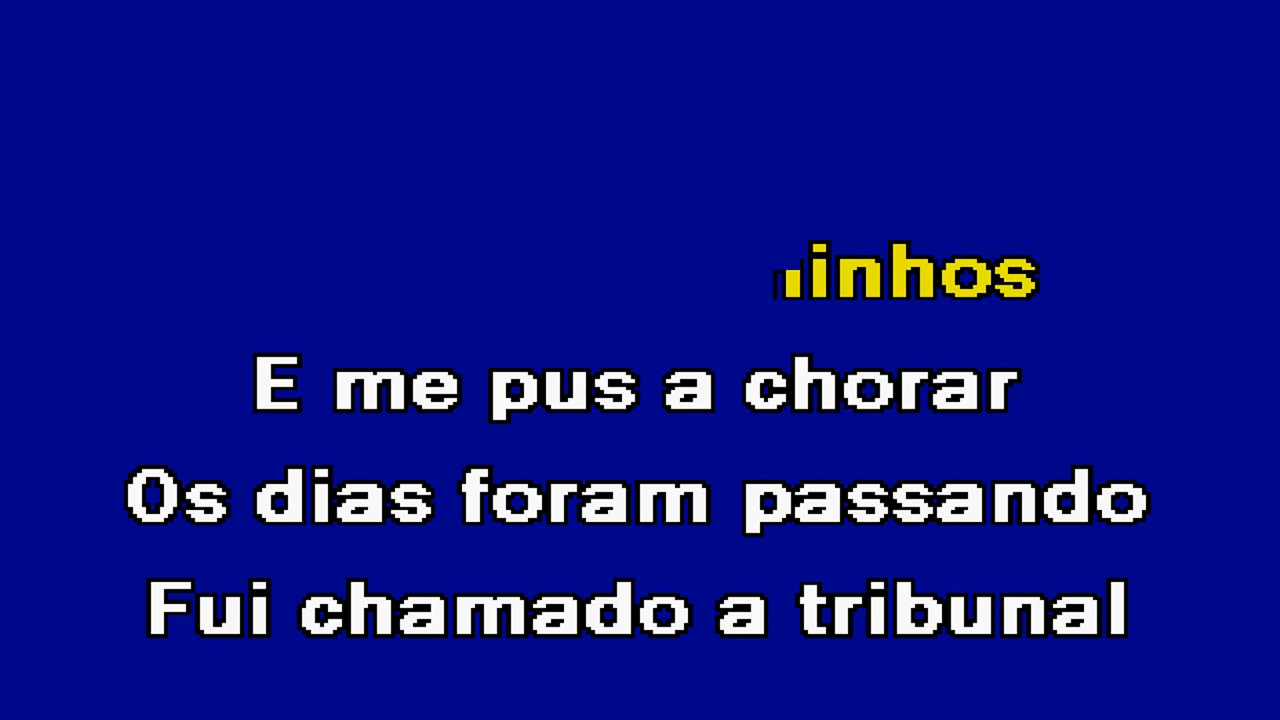 inhos
E me pus a chorar
Os dias foram passando
Fui chamado a tribunal